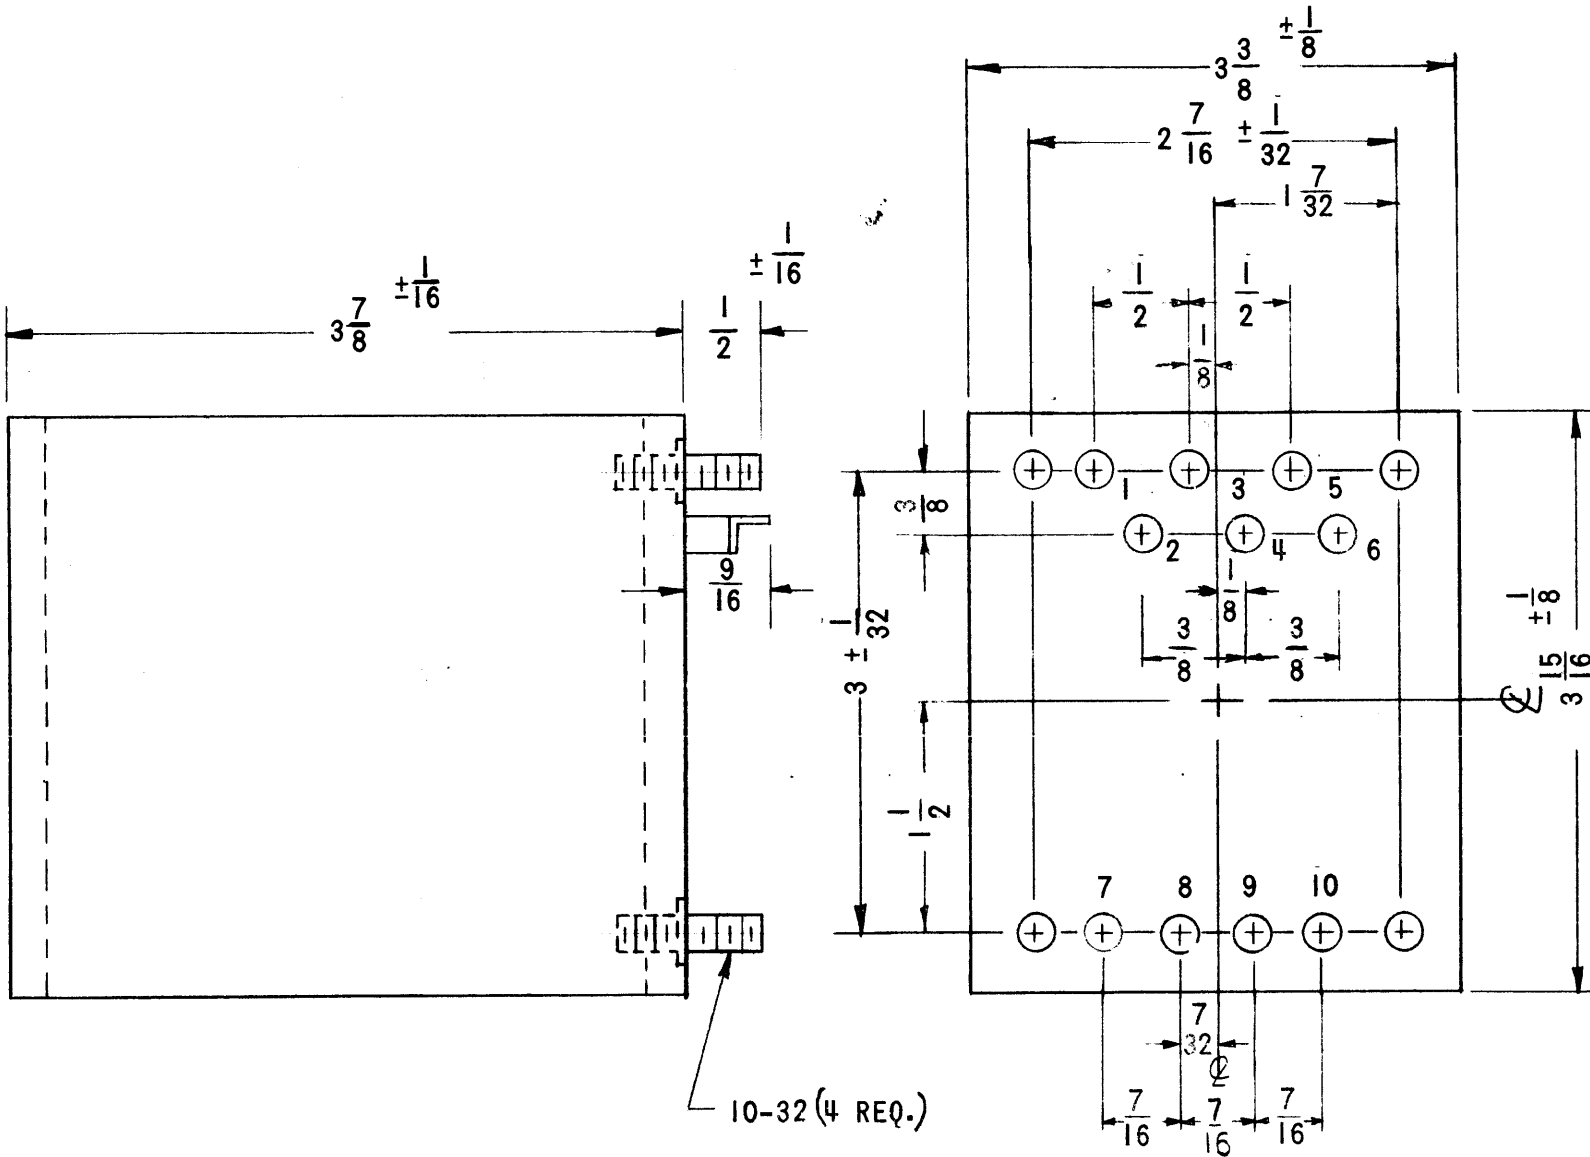 3 7/8 ± 1/16
1/2 ± 1/16
9/16
10-32 (4 REQ.)
3 3/8 ± 1/8
2 7/16 ± 1/32
1 7/32
1/2 1/2
1/8
3/8
1 3 5
2 4 6
1/8
3/8 3/8
3 ± 1/32
1 1/2
℄ 3 15/16 ± 1/8
7 8 9 10
7/32
℄
7/16 7/16 7/16